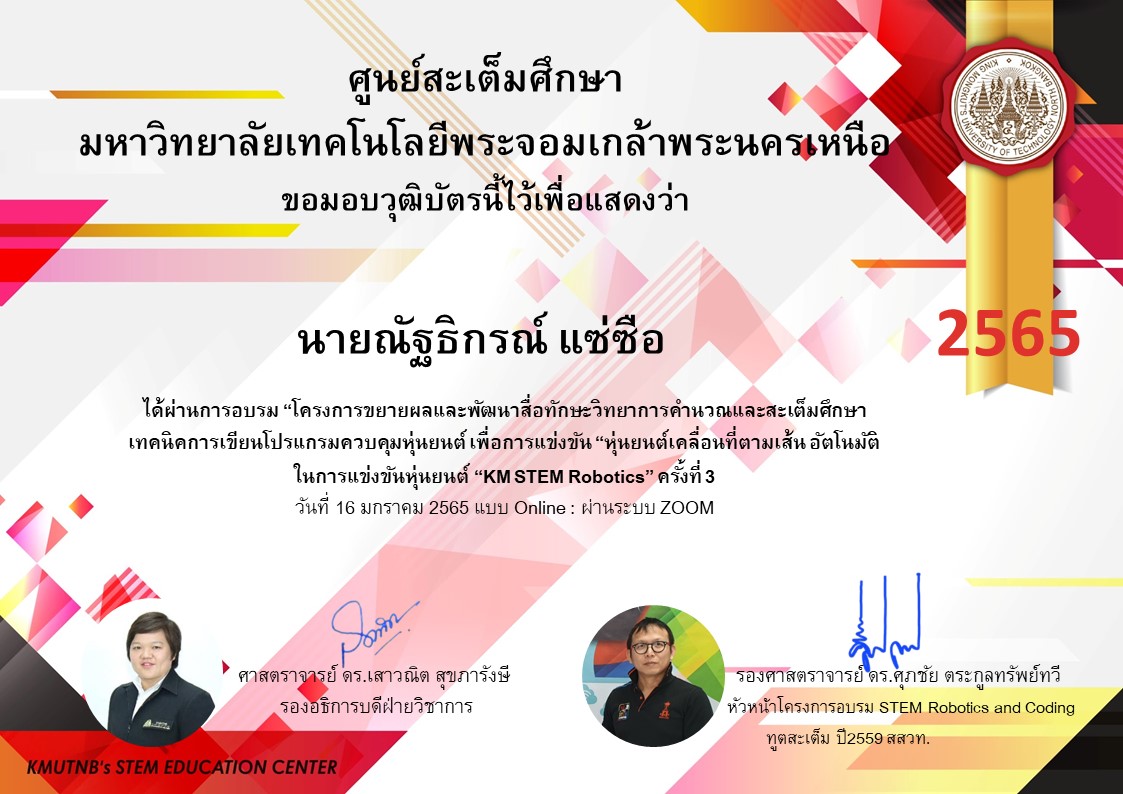 ศูนย์สะเต็มศึกษา
มหาวิทยาลัยเทคโนโลยีพระจอมเกล้าพระนครเหนือ
ขอมอบวุฒิบัตรนี้ไว้เพื่อแสดงว่า
KING MONGKUT'S UNIVERSITY OF TECHNOLOGY NORTH BANGKOK
2565
นายณัฐธิกรณ์ แซ่ซือ
ได้ผ่านการอบรม “โครงการขยายผลและพัฒนาสื่อทักษะวิทยาการคำนวณและสะเต็มศึกษา
เทคนิคการเขียนโปรแกรมควบคุมหุ่นยนต์ เพื่อการแข่งขัน “หุ่นยนต์เคลื่อนที่ตามเส้น อัตโนมัติ
ในการแข่งขันหุ่นยนต์ “KM STEM Robotics” ครั้งที่ 3
วันที่ 16 มกราคม 2565 แบบ Online : ผ่านระบบ ZOOM
ศาสตราจารย์ ดร.เสาวณิต สุขภารังษี
รองอธิการบดีฝ่ายวิชาการ
รองศาสตราจารย์ ดร.ศุภชัย ตระกูลทรัพย์ทวี
หัวหน้าโครงการอบรม STEM Robotics and Coding
ทูตสะเต็ม ปี2559 สสวท.
KMUTNB's STEM EDUCATION CENTER